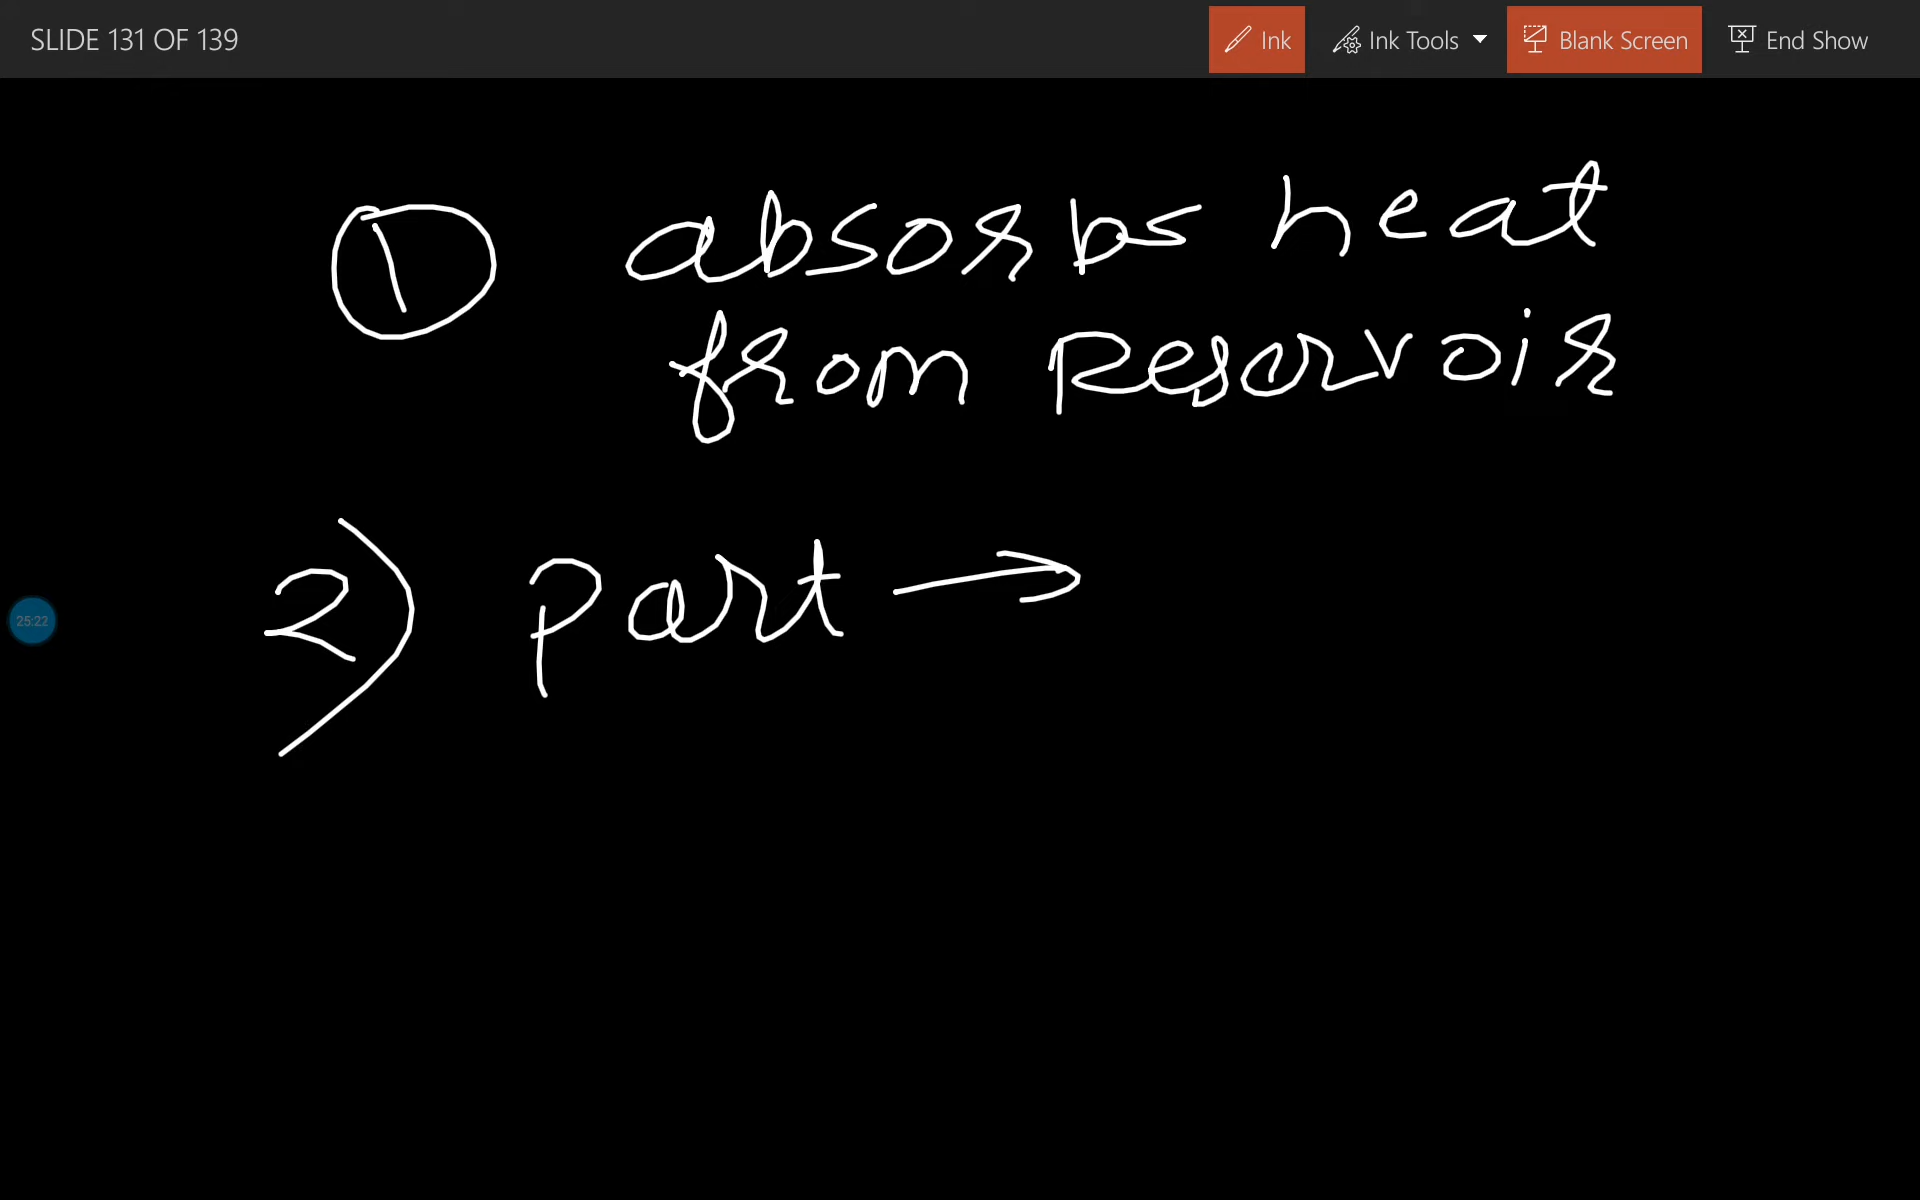 SLIDE 131 OF 139 Ink Ink Tools Blank Screen End Show
① absorbs heat
from Reservoir
2) part →
25:22